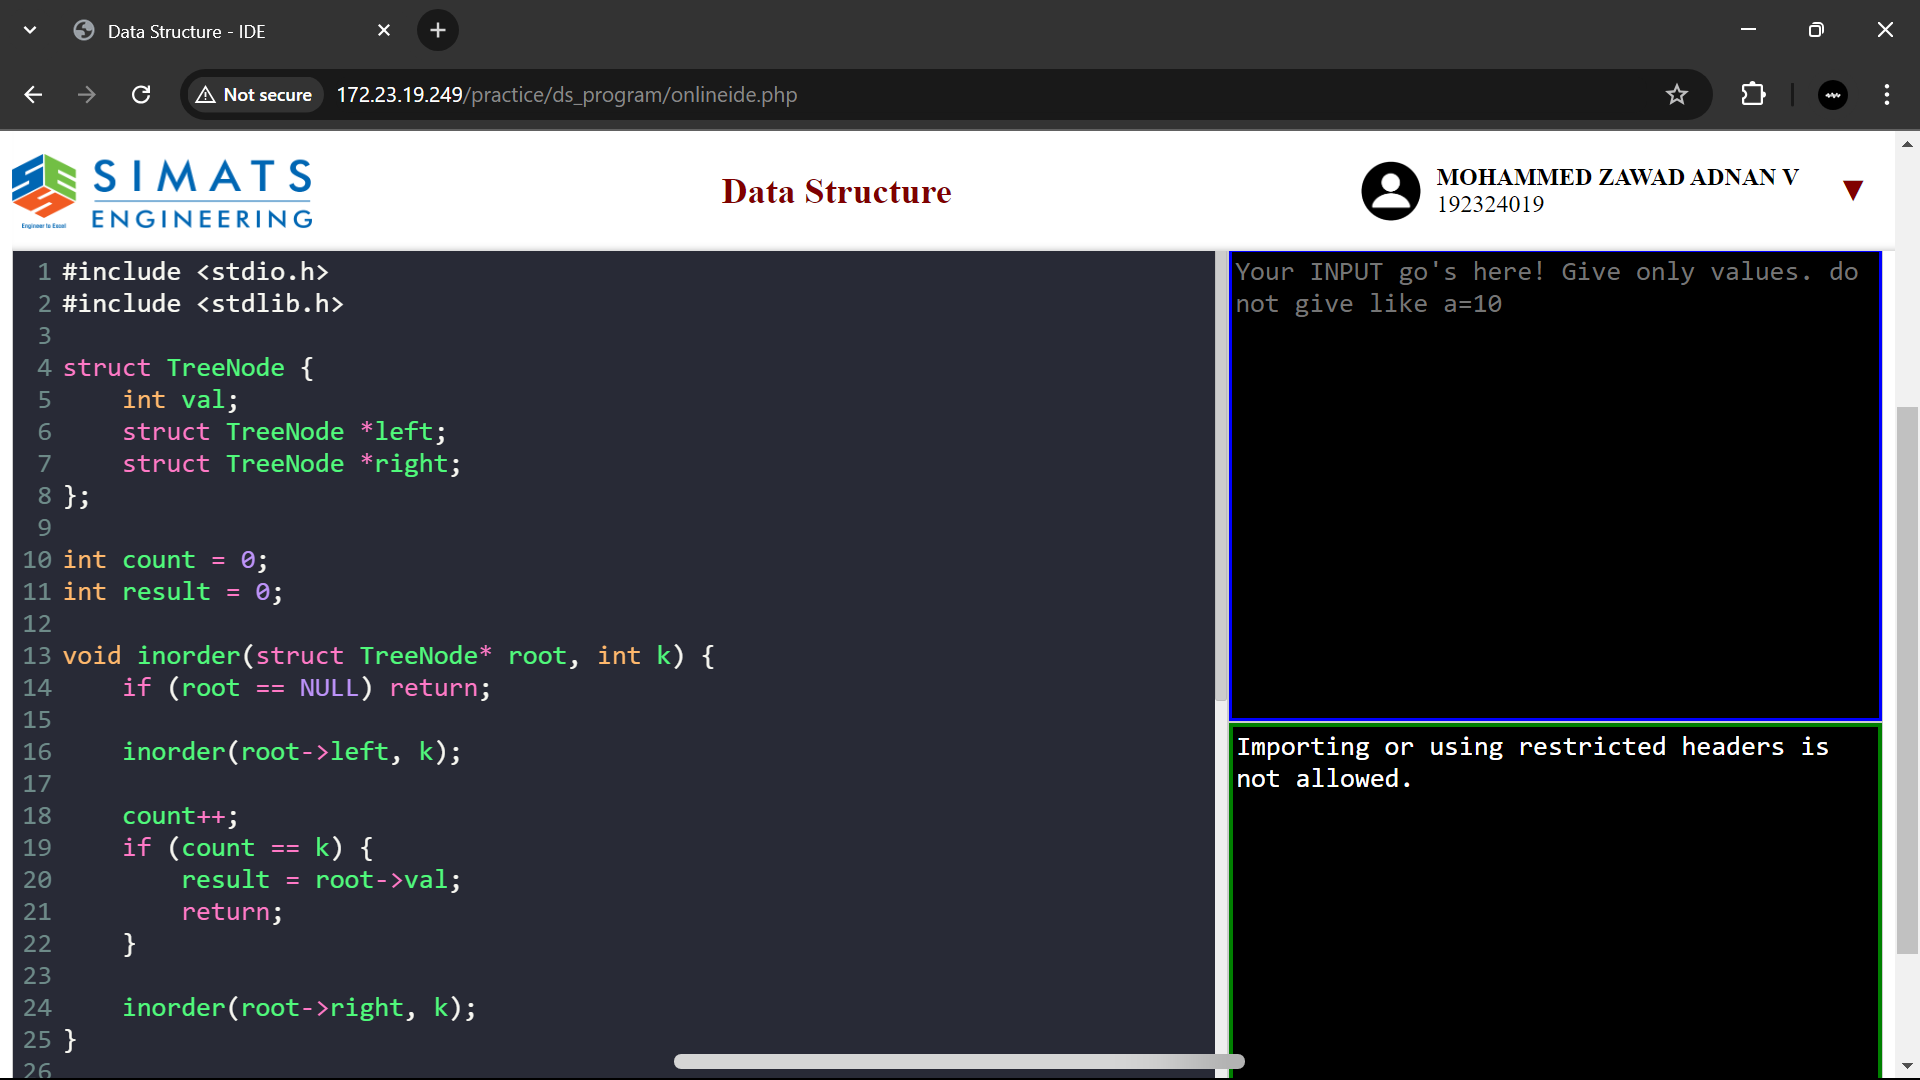 Data Structure - IDE
Not secure
172.23.19.249/practice/ds_program/onlineide.php
SIMATS
ENGINEERING
Engineer to Excel
Data Structure
MOHAMMED ZAWAD ADNAN V
192324019
1 #include <stdio.h>
2 #include <stdlib.h>
3
4 struct TreeNode {
5     int val;
6     struct TreeNode *left;
7     struct TreeNode *right;
8 };
9
10 int count = 0;
11 int result = 0;
12
13 void inorder(struct TreeNode* root, int k) {
14     if (root == NULL) return;
15
16     inorder(root->left, k);
17
18     count++;
19     if (count == k) {
20         result = root->val;
21         return;
22     }
23
24     inorder(root->right, k);
25 }
26
Your INPUT go's here! Give only values. do
not give like a=10
Importing or using restricted headers is
not allowed.